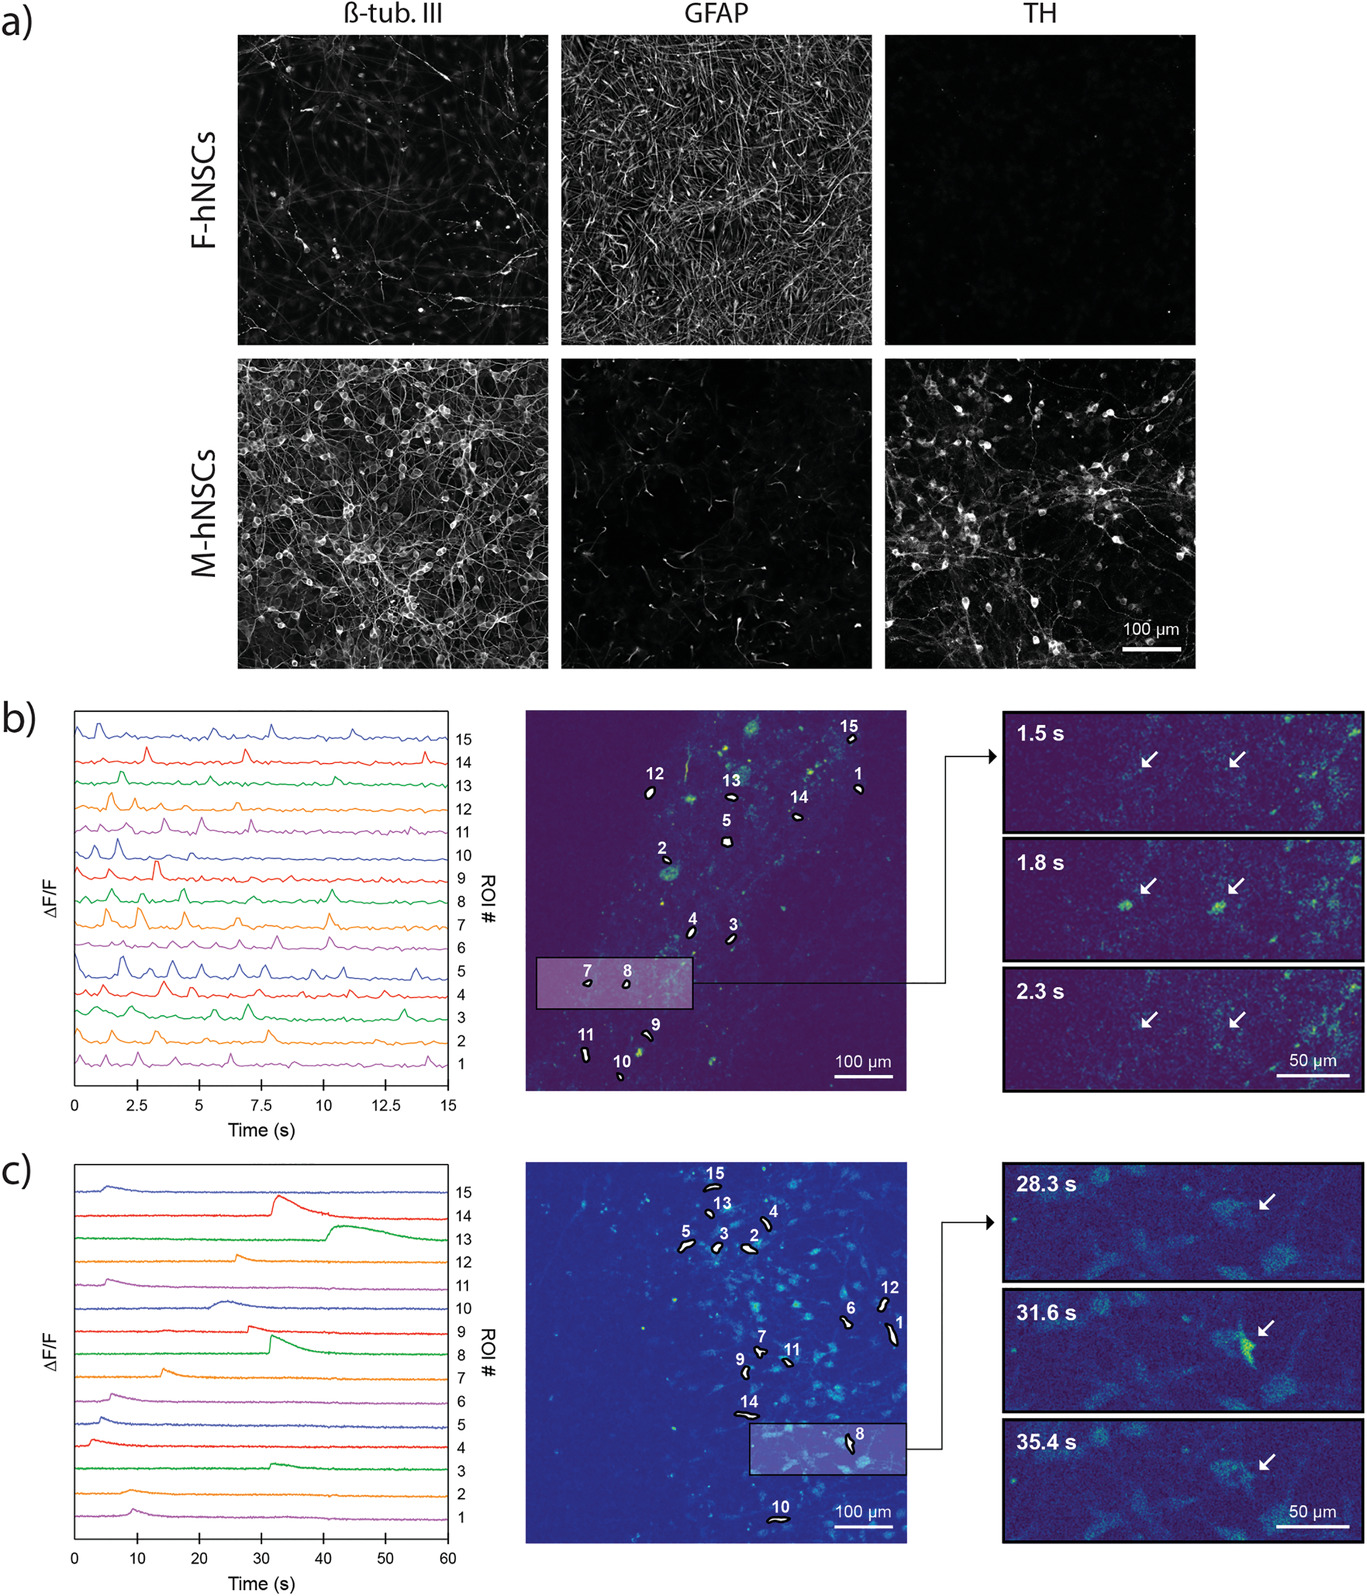 a)
ß-tub. III GFAP TH
F-hNSCs
M-hNSCs
100 µm
b)
ΔF/F
15
14
13
12
11
10
9
8
7
6
5
4
3
2
1
ROI #
0 2.5 5 7.5 10 12.5 15
Time (s)
15
12 13 1
14
5
2
4 3
7 8
9
11
10
100 µm
1.5 s
1.8 s
2.3 s
50 µm
c)
ΔF/F
15
14
13
12
11
10
9
8
7
6
5
4
3
2
1
ROI #
0 10 20 30 40 50 60
Time (s)
15
13 4
5 3 2
12
6
1
7
9 11
14
8
10
100 µm
28.3 s
31.6 s
35.4 s
50 µm